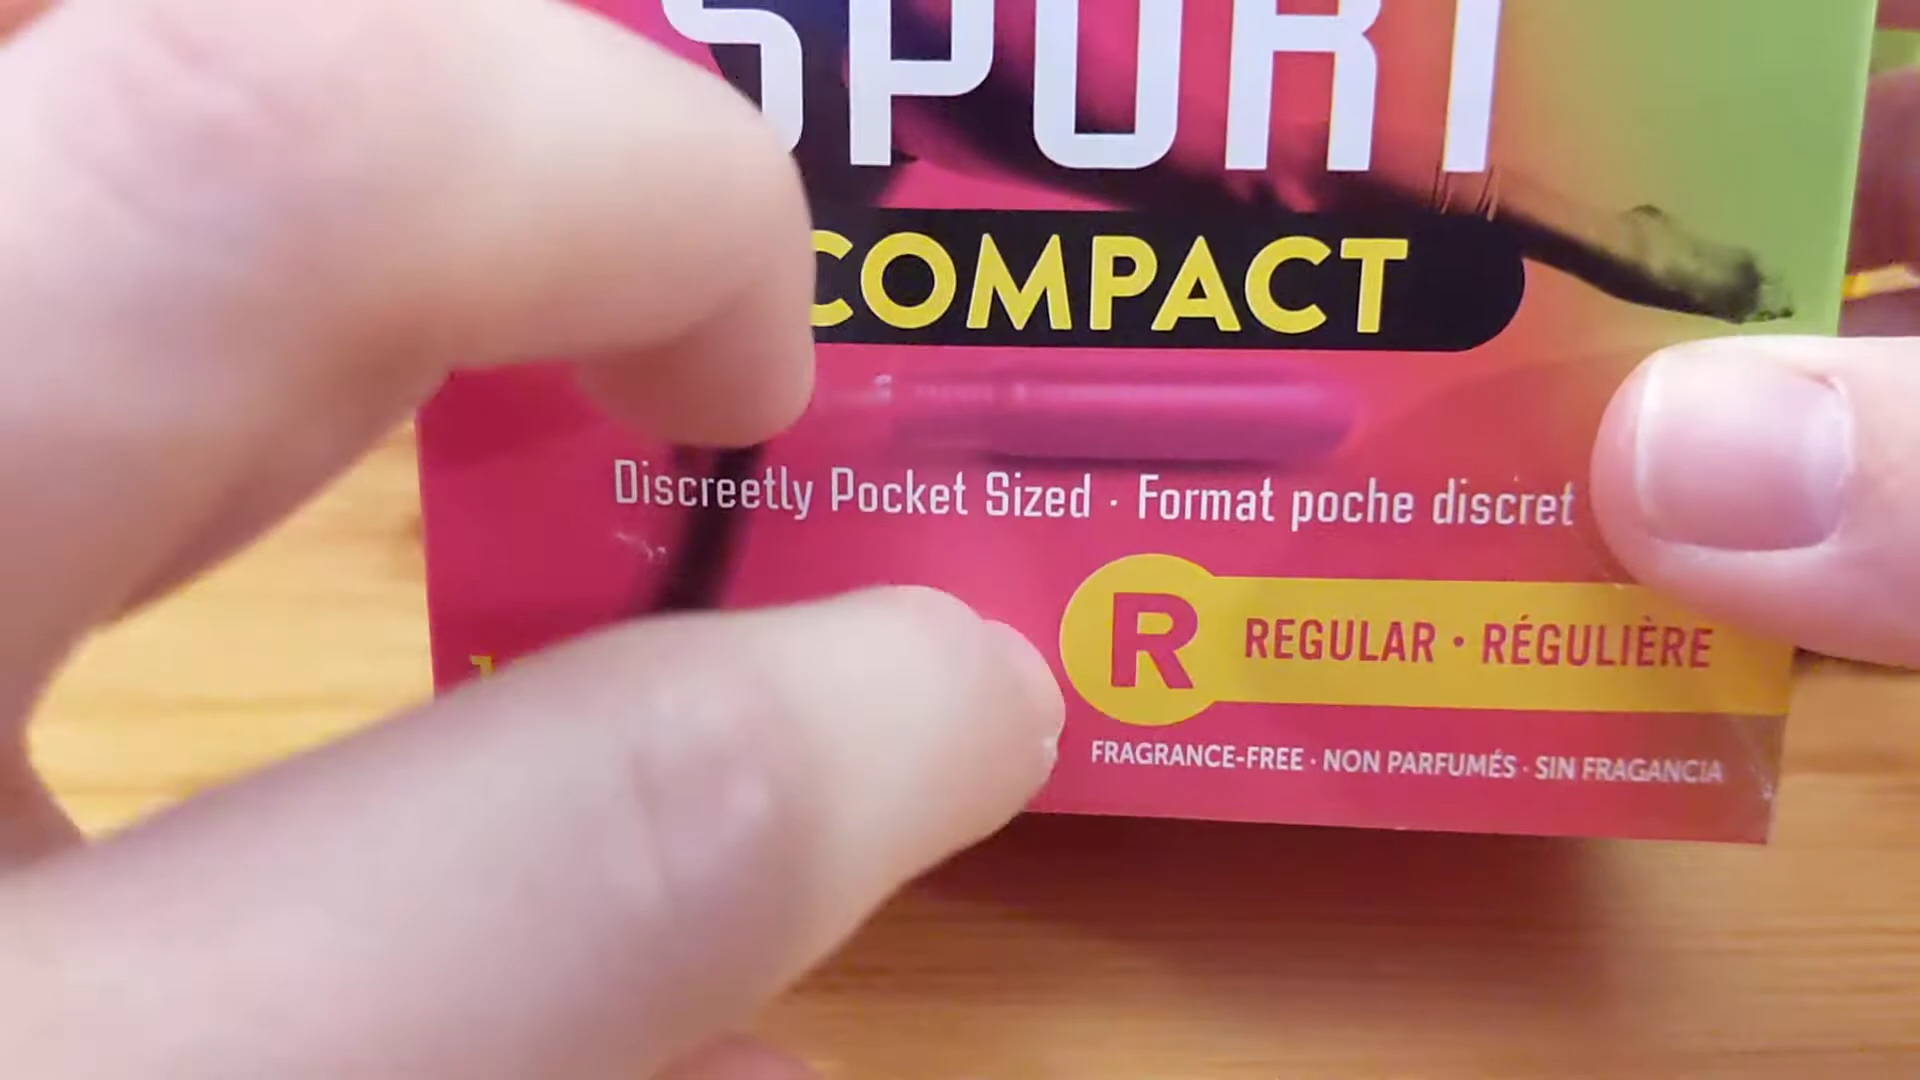 SPORT
COMPACT
Discreetly Pocket Sized · Format poche discret
R REGULAR · RÉGULIÈRE
FRAGRANCE-FREE · NON PARFUMÉS · SIN FRAGANCIA